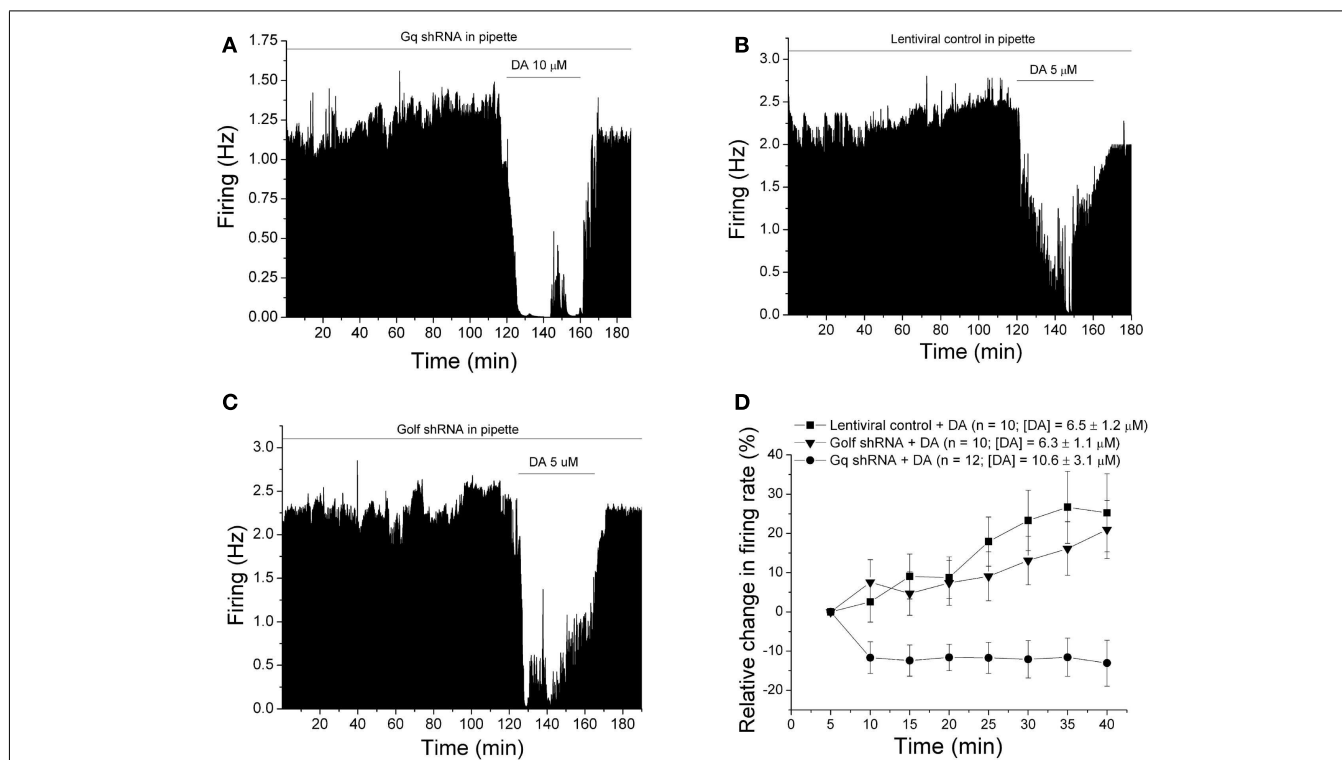 A
Gq shRNA in pipette
DA 10 μM
1.75
1.50
1.25
1.00
0.75
0.50
0.25
0.00
Firing (Hz)
20 40 60 80 100 120 140 160 180
Time (min)
B
Lentiviral control in pipette
DA 5 μM
3.0
2.5
2.0
1.5
1.0
0.5
0.0
Firing (Hz)
20 40 60 80 100 120 140 160 180
Time (min)
C
Golf shRNA in pipette
DA 5 uM
3.0
2.5
2.0
1.5
1.0
0.5
0.0
Firing (Hz)
20 40 60 80 100 120 140 160 180
Time (min)
D
Lentiviral control + DA (n = 10; [DA] = 6.5 ± 1.2 μM)
Golf shRNA + DA (n = 10; [DA] = 6.3 ± 1.1 μM)
Gq shRNA + DA (n = 12; [DA] = 10.6 ± 3.1 μM)
40
30
20
10
0
-10
-20
Relative change in firing rate (%)
0 5 10 15 20 25 30 35 40
Time (min)